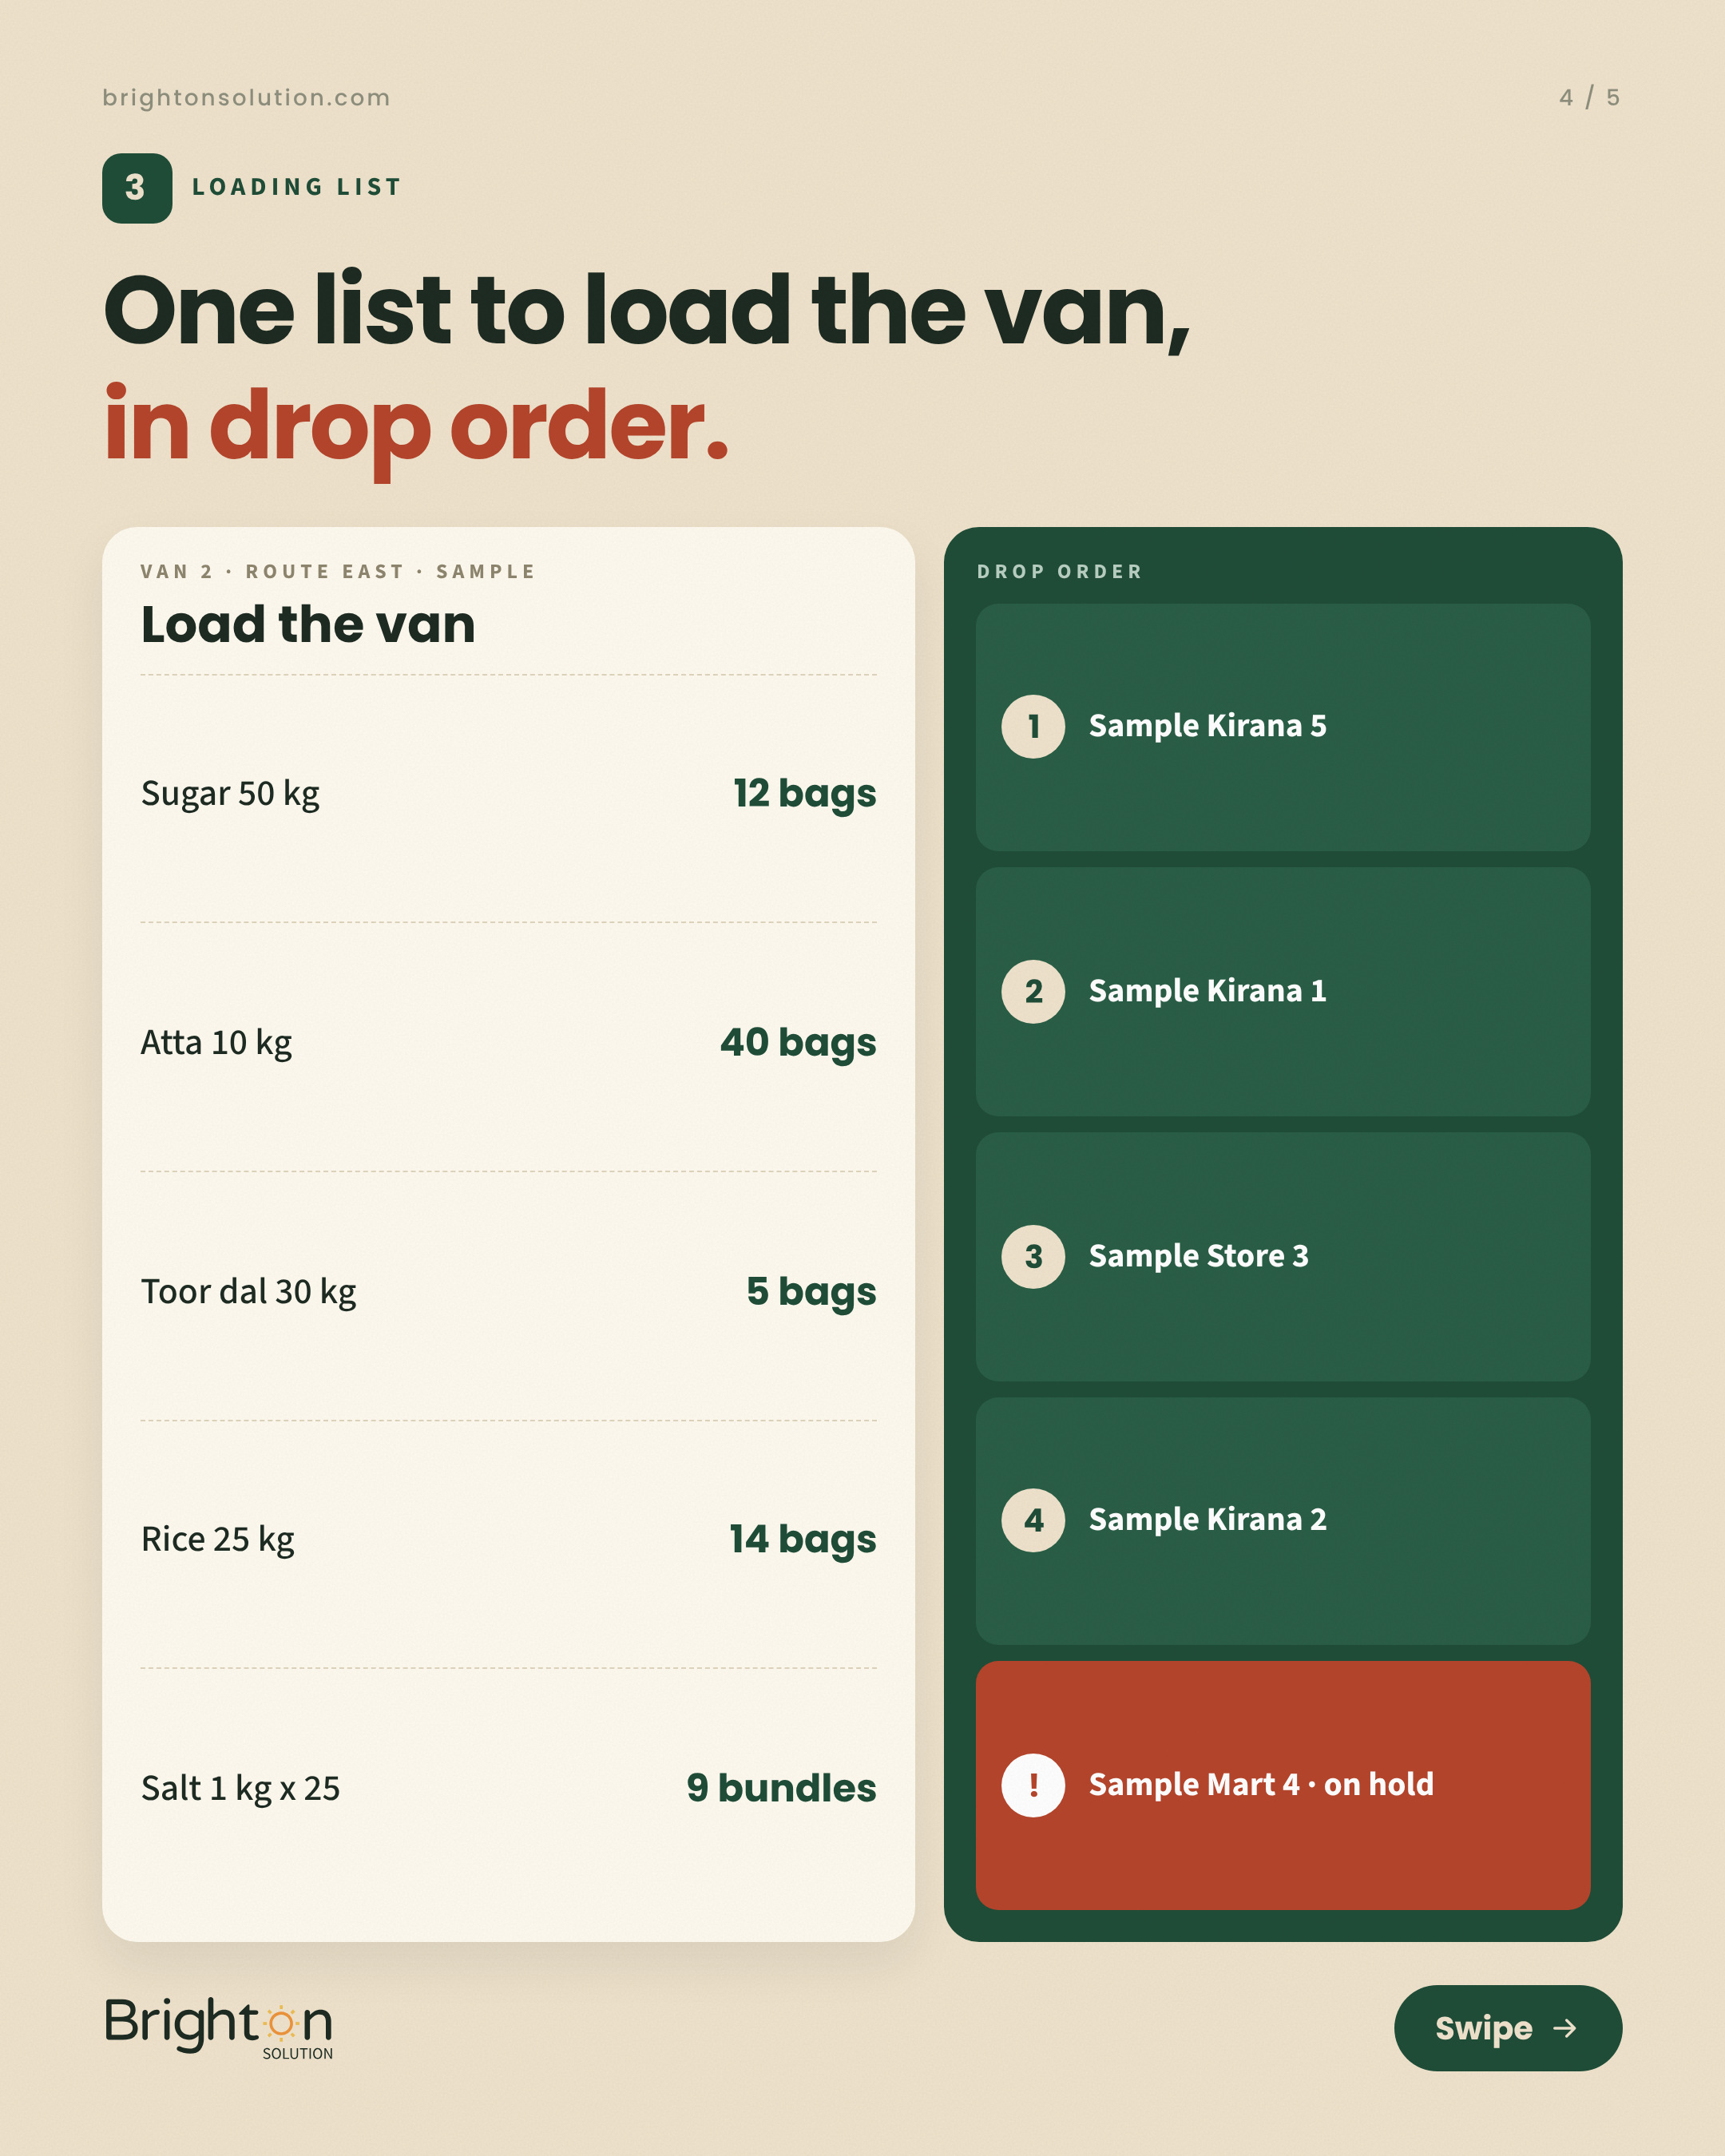 brightonsolution.com
4 / 5
3 LOADING LIST
One list to load the van,
in drop order.
VAN 2 · ROUTE EAST · SAMPLE
Load the van
Sugar 50 kg 12 bags
Atta 10 kg 40 bags
Toor dal 30 kg 5 bags
Rice 25 kg 14 bags
Salt 1 kg x 25 9 bundles
DROP ORDER
1 Sample Kirana 5
2 Sample Kirana 1
3 Sample Store 3
4 Sample Kirana 2
! Sample Mart 4 · on hold
Brighton
SOLUTION
Swipe →